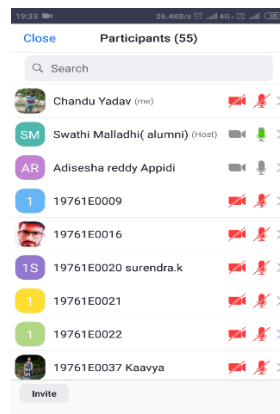 19:33 26.4KB/s 4G
Close Participants (55)
Search
Chandu Yadav (me)
SM Swathi Malladhi( alumni) (Host)
AR Adisesha reddy Appidi
1 19761E0009
19761E0016
1S 19761E0020 surendra.k
1 19761E0021
1 19761E0022
19761E0037 Kaavya
Invite